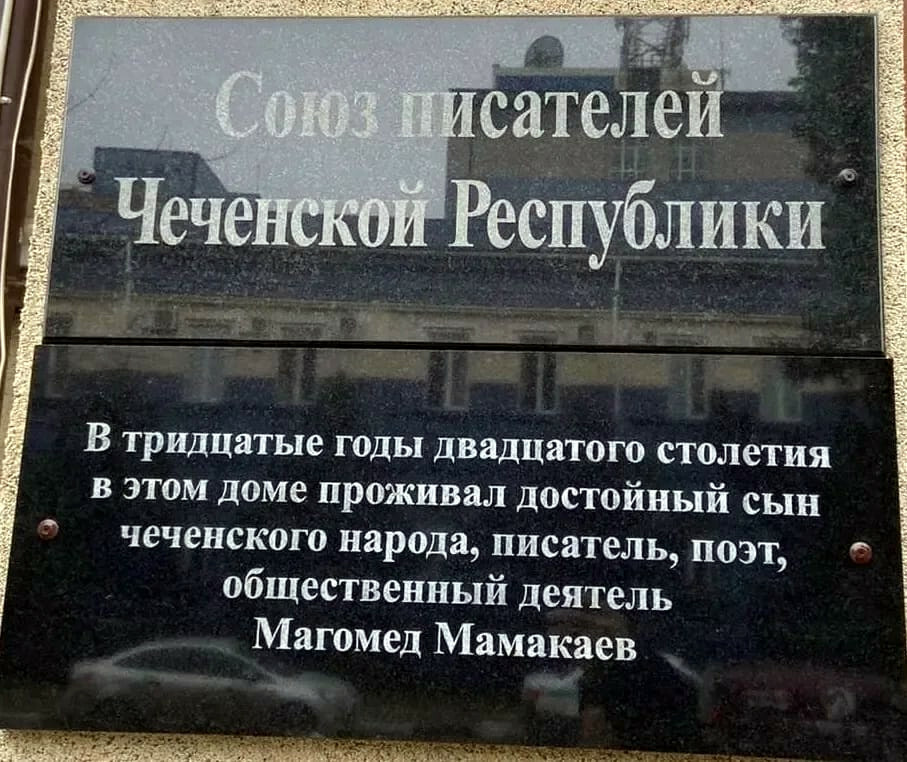 Союз писателей
Чеченской Республики
В тридцатые годы двадцатого столетия
в этом доме проживал достойный сын
чеченского народа, писатель, поэт,
общественный деятель
Магомед Мамакаев